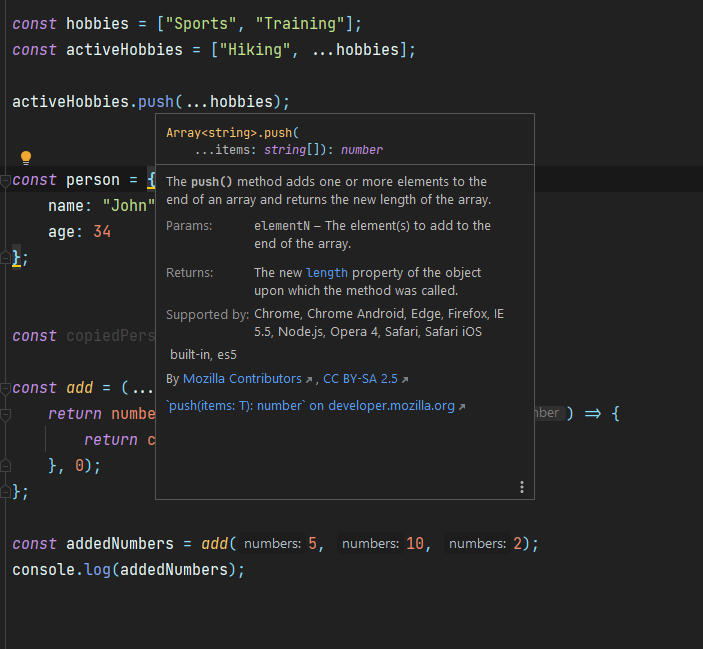 const hobbies = ["Sports", "Training"];
const activeHobbies = ["Hiking", ...hobbies];
activeHobbies.push(...hobbies);
Array<string>.push(
...items: string[]): number
const person = {
The push() method adds one or more elements to the
end of an array and returns the new length of the array.
name: "John"
age: 34
Params: elementN – The element(s) to add to the
end of the array.
};
Returns: The new length property of the object
upon which the method was called.
Supported by: Chrome, Chrome Android, Edge, Firefox, IE
5.5, Node.js, Opera 4, Safari, Safari iOS
const copiedPers
built-in, es5
By Mozilla Contributors↗, CC BY-SA 2.5↗
const add = (...
`push(items: T): number` on developer.mozilla.org↗
return numbe
mber ) => {
return c
}, 0);
};
const addedNumbers = add( numbers: 5, numbers: 10, numbers: 2);
console.log(addedNumbers);